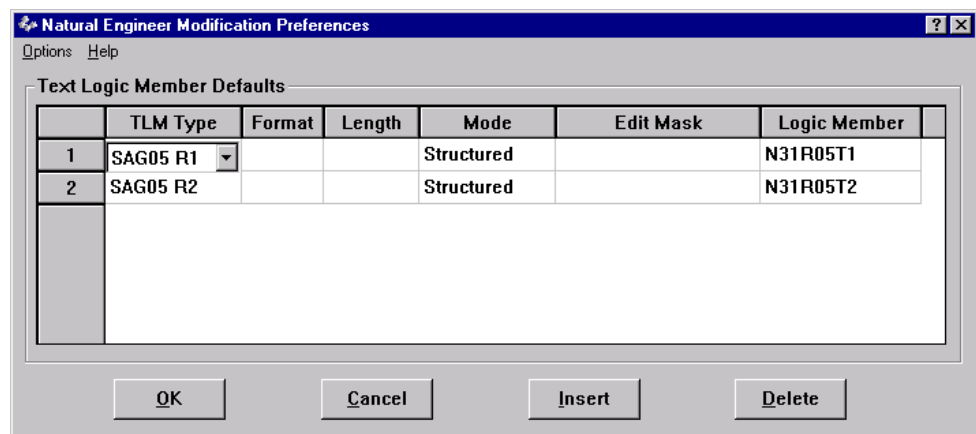 Natural Engineer Modification Preferences
Options Help
Text Logic Member Defaults
TLM Type Format Length Mode Edit Mask Logic Member
1 SAG05 R1 Structured N31R05T1
2 SAG05 R2 Structured N31R05T2
OK Cancel Insert Delete